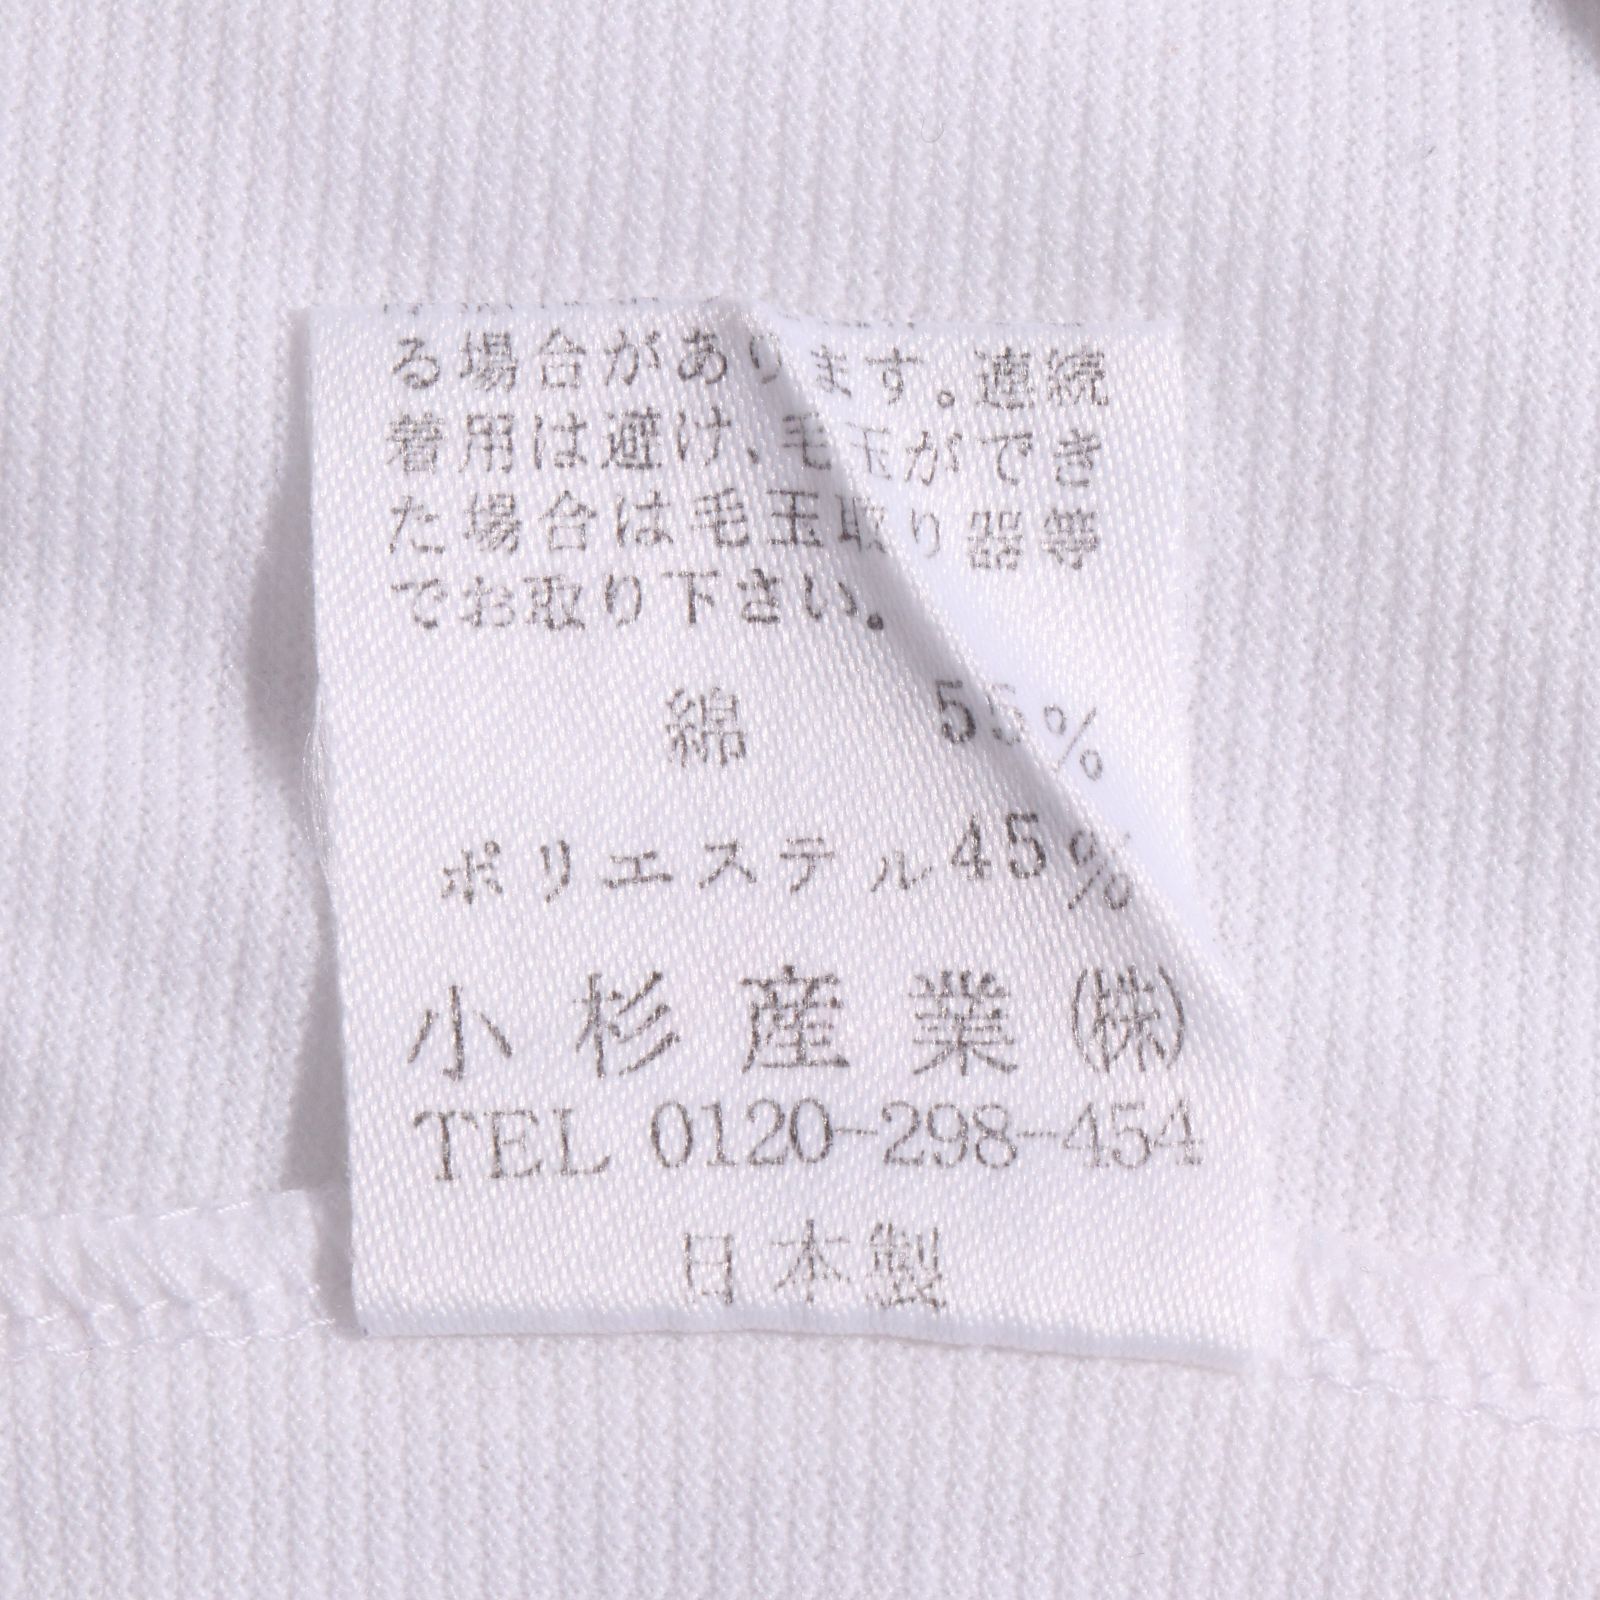 る場合があります。連続
着用は避け、毛玉ができ
た場合は毛玉取り器等
でお取り下さい。
綿 55%
ポリエステル45%
小杉産業(株)
TEL 0120-298-454
日本製